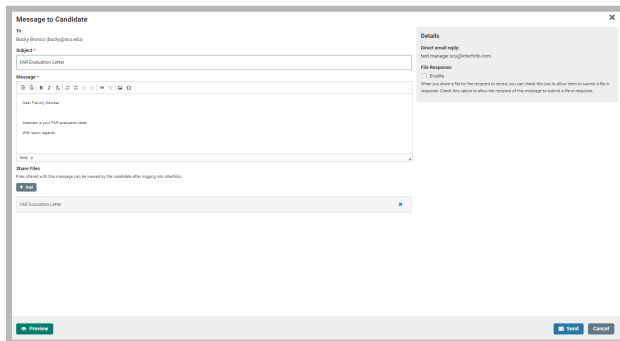 Message to Candidate
To
Bucky Bronco (bucky@scu.edu)
Subject *
FAR Evaluation Letter
Message *
Dear Faculty Member,
Attached is your FAR evaluation letter.
With warm regards,
body p
Share Files
Files shared with this message can be viewed by the candidate after logging into Interfolio.
+ Add
FAR Evaluation Letter
Preview
Details
Direct email reply:
test.manager.scu@interfolio.com
File Response:
Enable
When you share a file for the recipient to review, you can check this box to allow them to submit a file in
response. Check this option to allow the recipient of this message to submit a file in response.
Send
Cancel